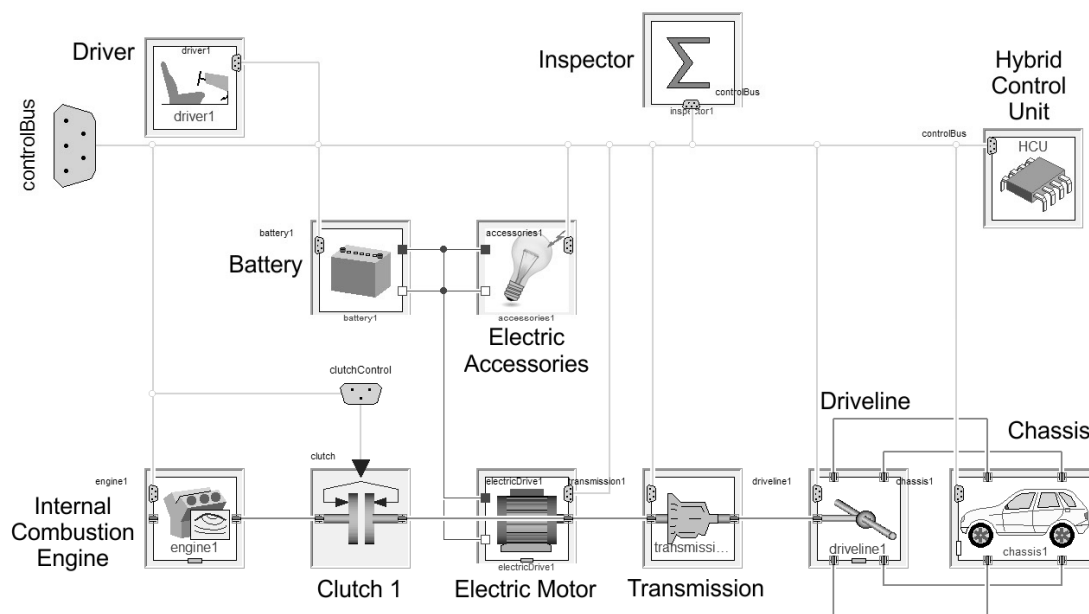 Driver
driver1
driver1
controlBus
Inspector
controlBus
inspector1
Hybrid
Control
Unit
controlBus
HCU
battery1
Battery
battery1
accessories1
accessories1
Electric
Accessories
clutchControl
Driveline
Chassis
engine1
Internal
Combustion
Engine
engine1
clutch
Clutch 1
electricDrive1
electricDrive1
Electric Motor
transmission1
transmissi...
Transmission
driveline1
driveline1
chassis1
chassis1